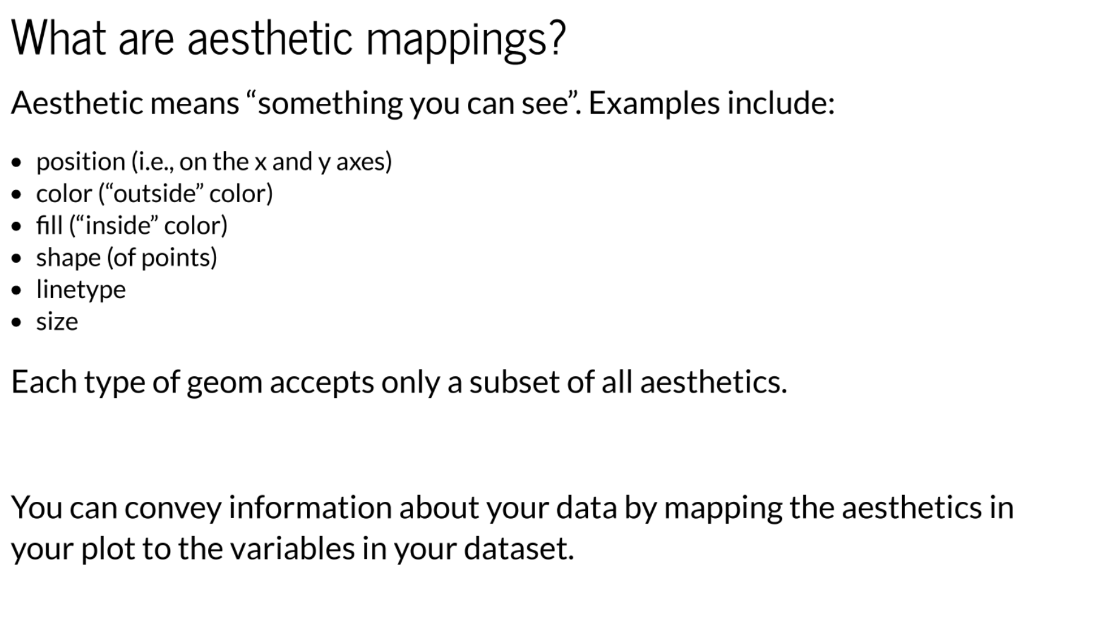 What are aesthetic mappings?
Aesthetic means “something you can see”. Examples include:
• position (i.e., on the x and y axes)
• color (“outside” color)
• fill (“inside” color)
• shape (of points)
• linetype
• size
Each type of geom accepts only a subset of all aesthetics.
You can convey information about your data by mapping the aesthetics in
your plot to the variables in your dataset.